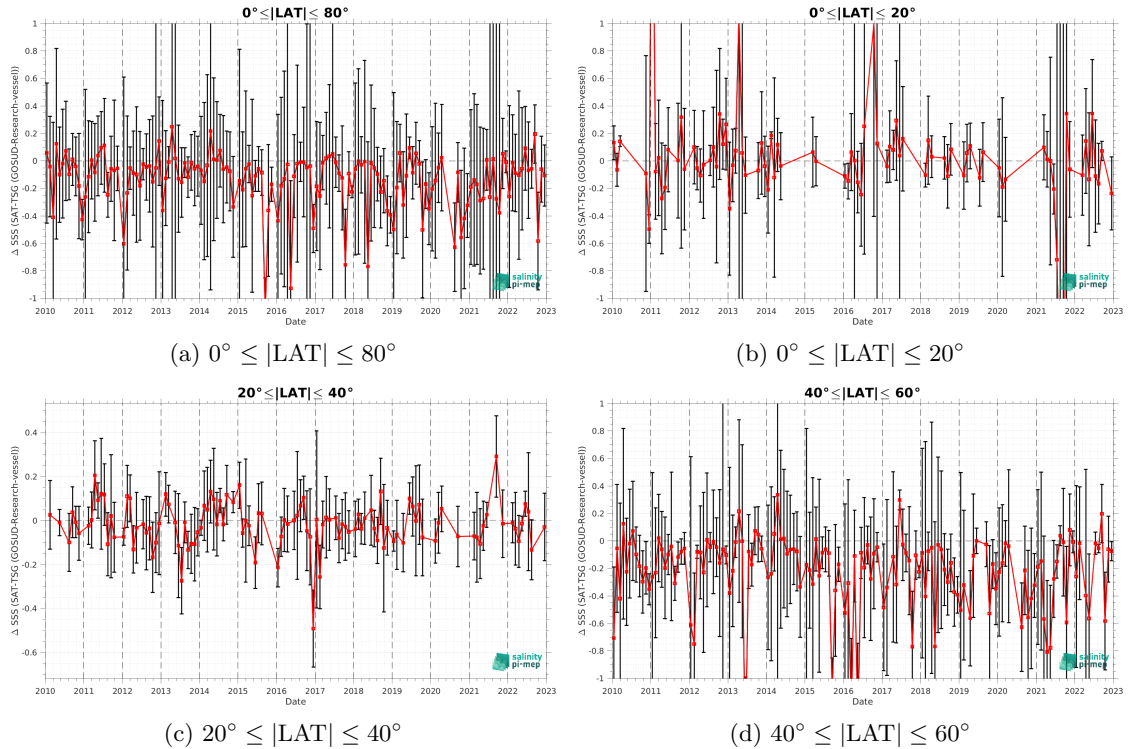 0°≤|LAT|≤ 80°
Δ SSS (SAT-TSG (GOSUD-Research-vessel))
1
0.8
0.6
0.4
0.2
0
-0.2
-0.4
-0.6
-0.8
-1
2010 2011 2012 2013 2014 2015 2016 2017 2018 2019 2020 2021 2022 2023
Date
salinity
pi-mep
(a) 0° ≤ |LAT| ≤ 80°
0°≤|LAT|≤ 20°
Δ SSS (SAT-TSG (GOSUD-Research-vessel))
1
0.8
0.6
0.4
0.2
0
-0.2
-0.4
-0.6
-0.8
-1
2010 2011 2012 2013 2014 2015 2016 2017 2018 2019 2020 2021 2022 2023
Date
salinity
pi-mep
(b) 0° ≤ |LAT| ≤ 20°
20°≤|LAT|≤ 40°
Δ SSS (SAT-TSG (GOSUD-Research-vessel))
0.4
0.2
0
-0.2
-0.4
-0.6
2010 2011 2012 2013 2014 2015 2016 2017 2018 2019 2020 2021 2022 2023
Date
salinity
pi-mep
(c) 20° ≤ |LAT| ≤ 40°
40°≤|LAT|≤ 60°
Δ SSS (SAT-TSG (GOSUD-Research-vessel))
1
0.8
0.6
0.4
0.2
0
-0.2
-0.4
-0.6
-0.8
-1
2010 2011 2012 2013 2014 2015 2016 2017 2018 2019 2020 2021 2022 2023
Date
salinity
pi-mep
(d) 40° ≤ |LAT| ≤ 60°